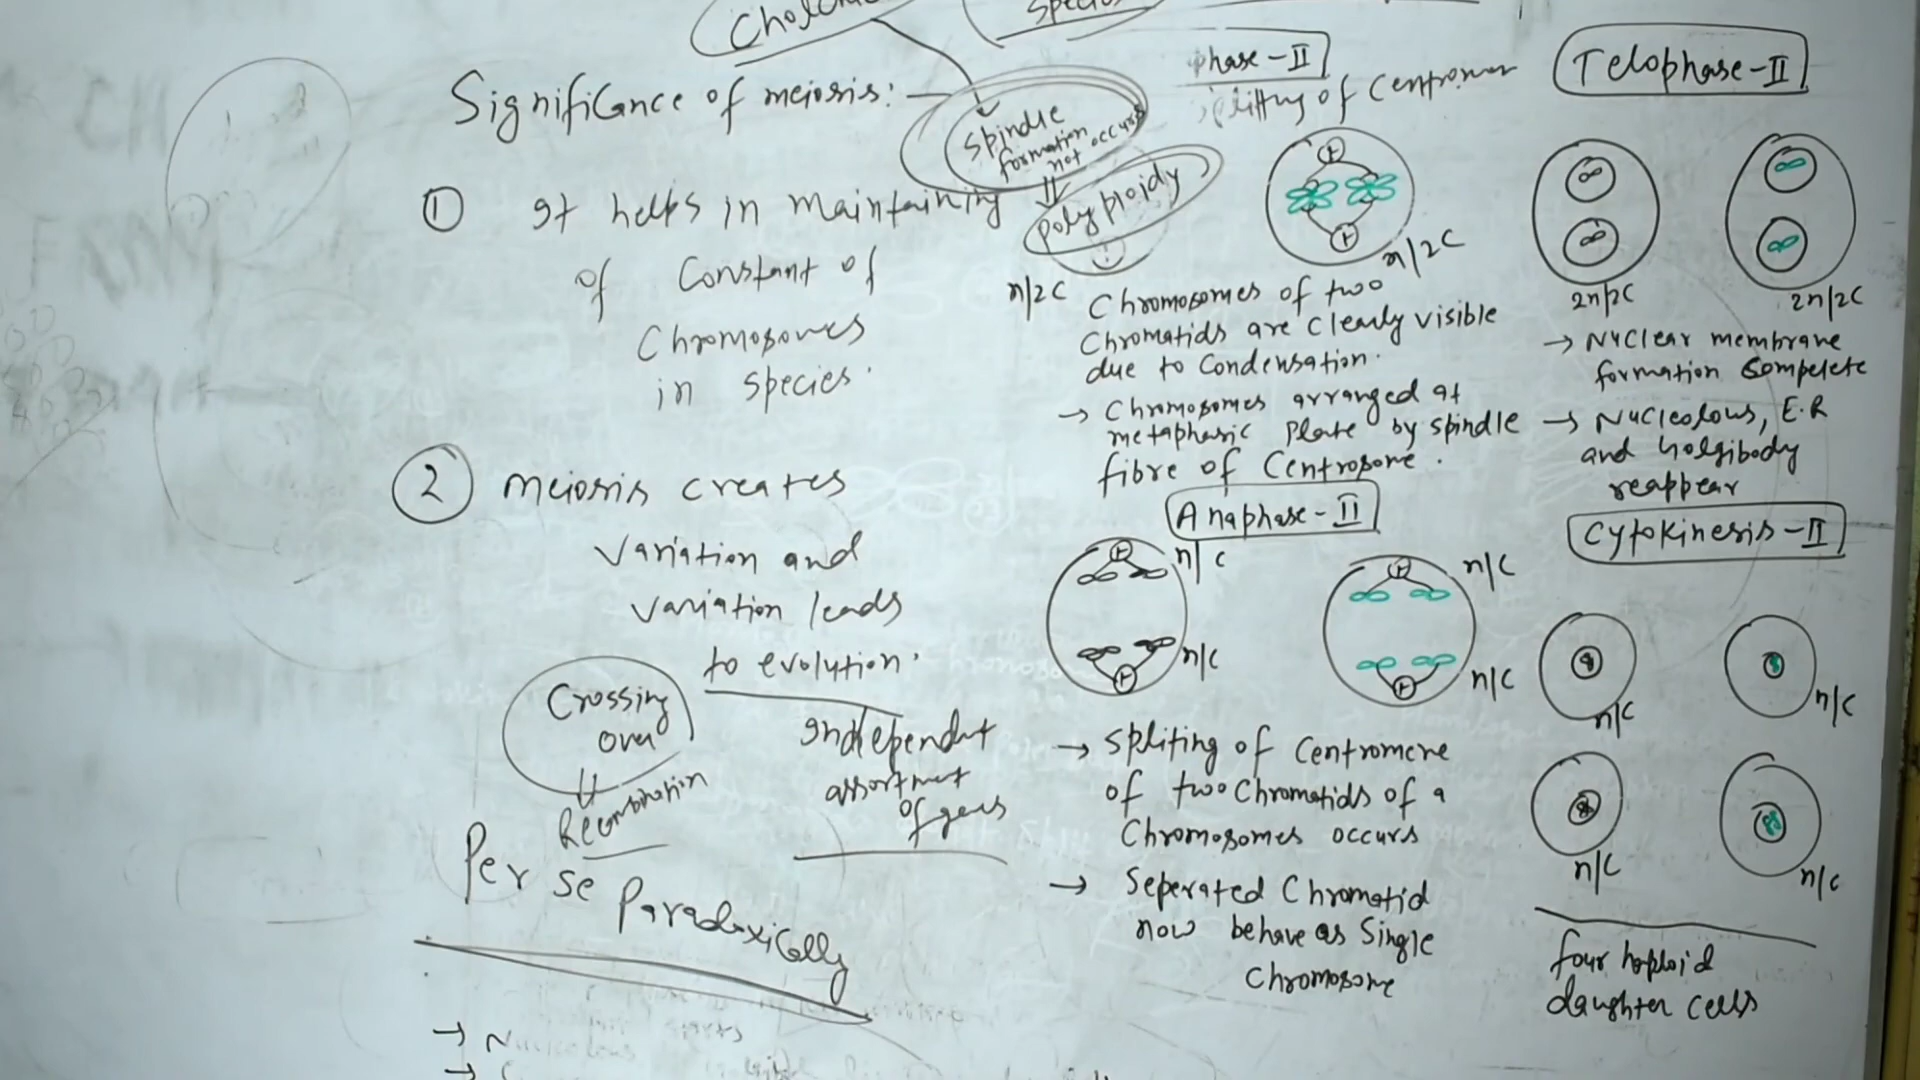 Significance of meiosis:-
Spindle
formation
not occurs
⇓
polyploidy
① It helps in maintaining
of Constant of
Chromosomes
in species.
② meiosis creates
variation and
variation leads
to evolution.
Crossing
over
⇓
Recombination
Independent
assortment
of genes
Per se Paradoxically
phase-II
n/2C
n/2C
Chromosomes of two
Chromatids are clearly visible
due to Condensation.
→ Chromosomes arranged at
metaphasic plate by spindle
fibre of Centrosome.
Anaphase-II
n/C
n/C
n/C
n/C
→ Spliting of Centromere
of two Chromatids of a
Chromosomes occurs
→ Seperated Chromatid
now behave as Single
Chromosome
Telophase-II
2n/2C
2n/2C
→ Nuclear membrane
formation Compelete
→ Nucleolous, E.R
and Golgibody
reappear
Cytokinesis-II
n/C
n/C
n/C
n/C
four haploid
daughter cells